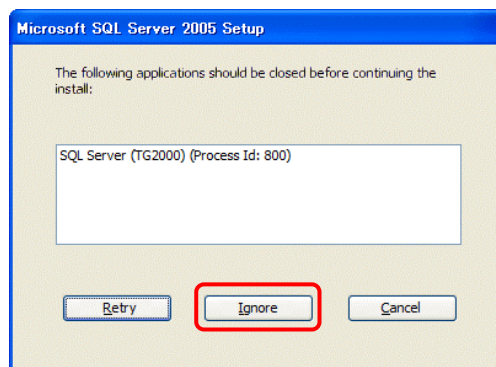 Microsoft SQL Server 2005 Setup
The following applications should be closed before continuing the
install:
SQL Server (TG2000) (Process Id: 800)
Retry
Ignore
Cancel